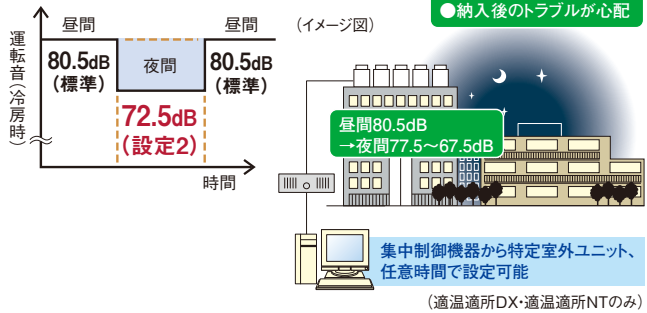 ●納入後のトラブルが心配
昼間
昼間
(イメージ図)
運転音(冷房時)
80.5dB
(標準)
夜間
80.5dB
(標準)
72.5dB
(設定2)
時間
昼間80.5dB
→夜間77.5~67.5dB
集中制御機器から特定室外ユニット、
任意時間で設定可能
(適温適所DX・適温適所NTのみ)